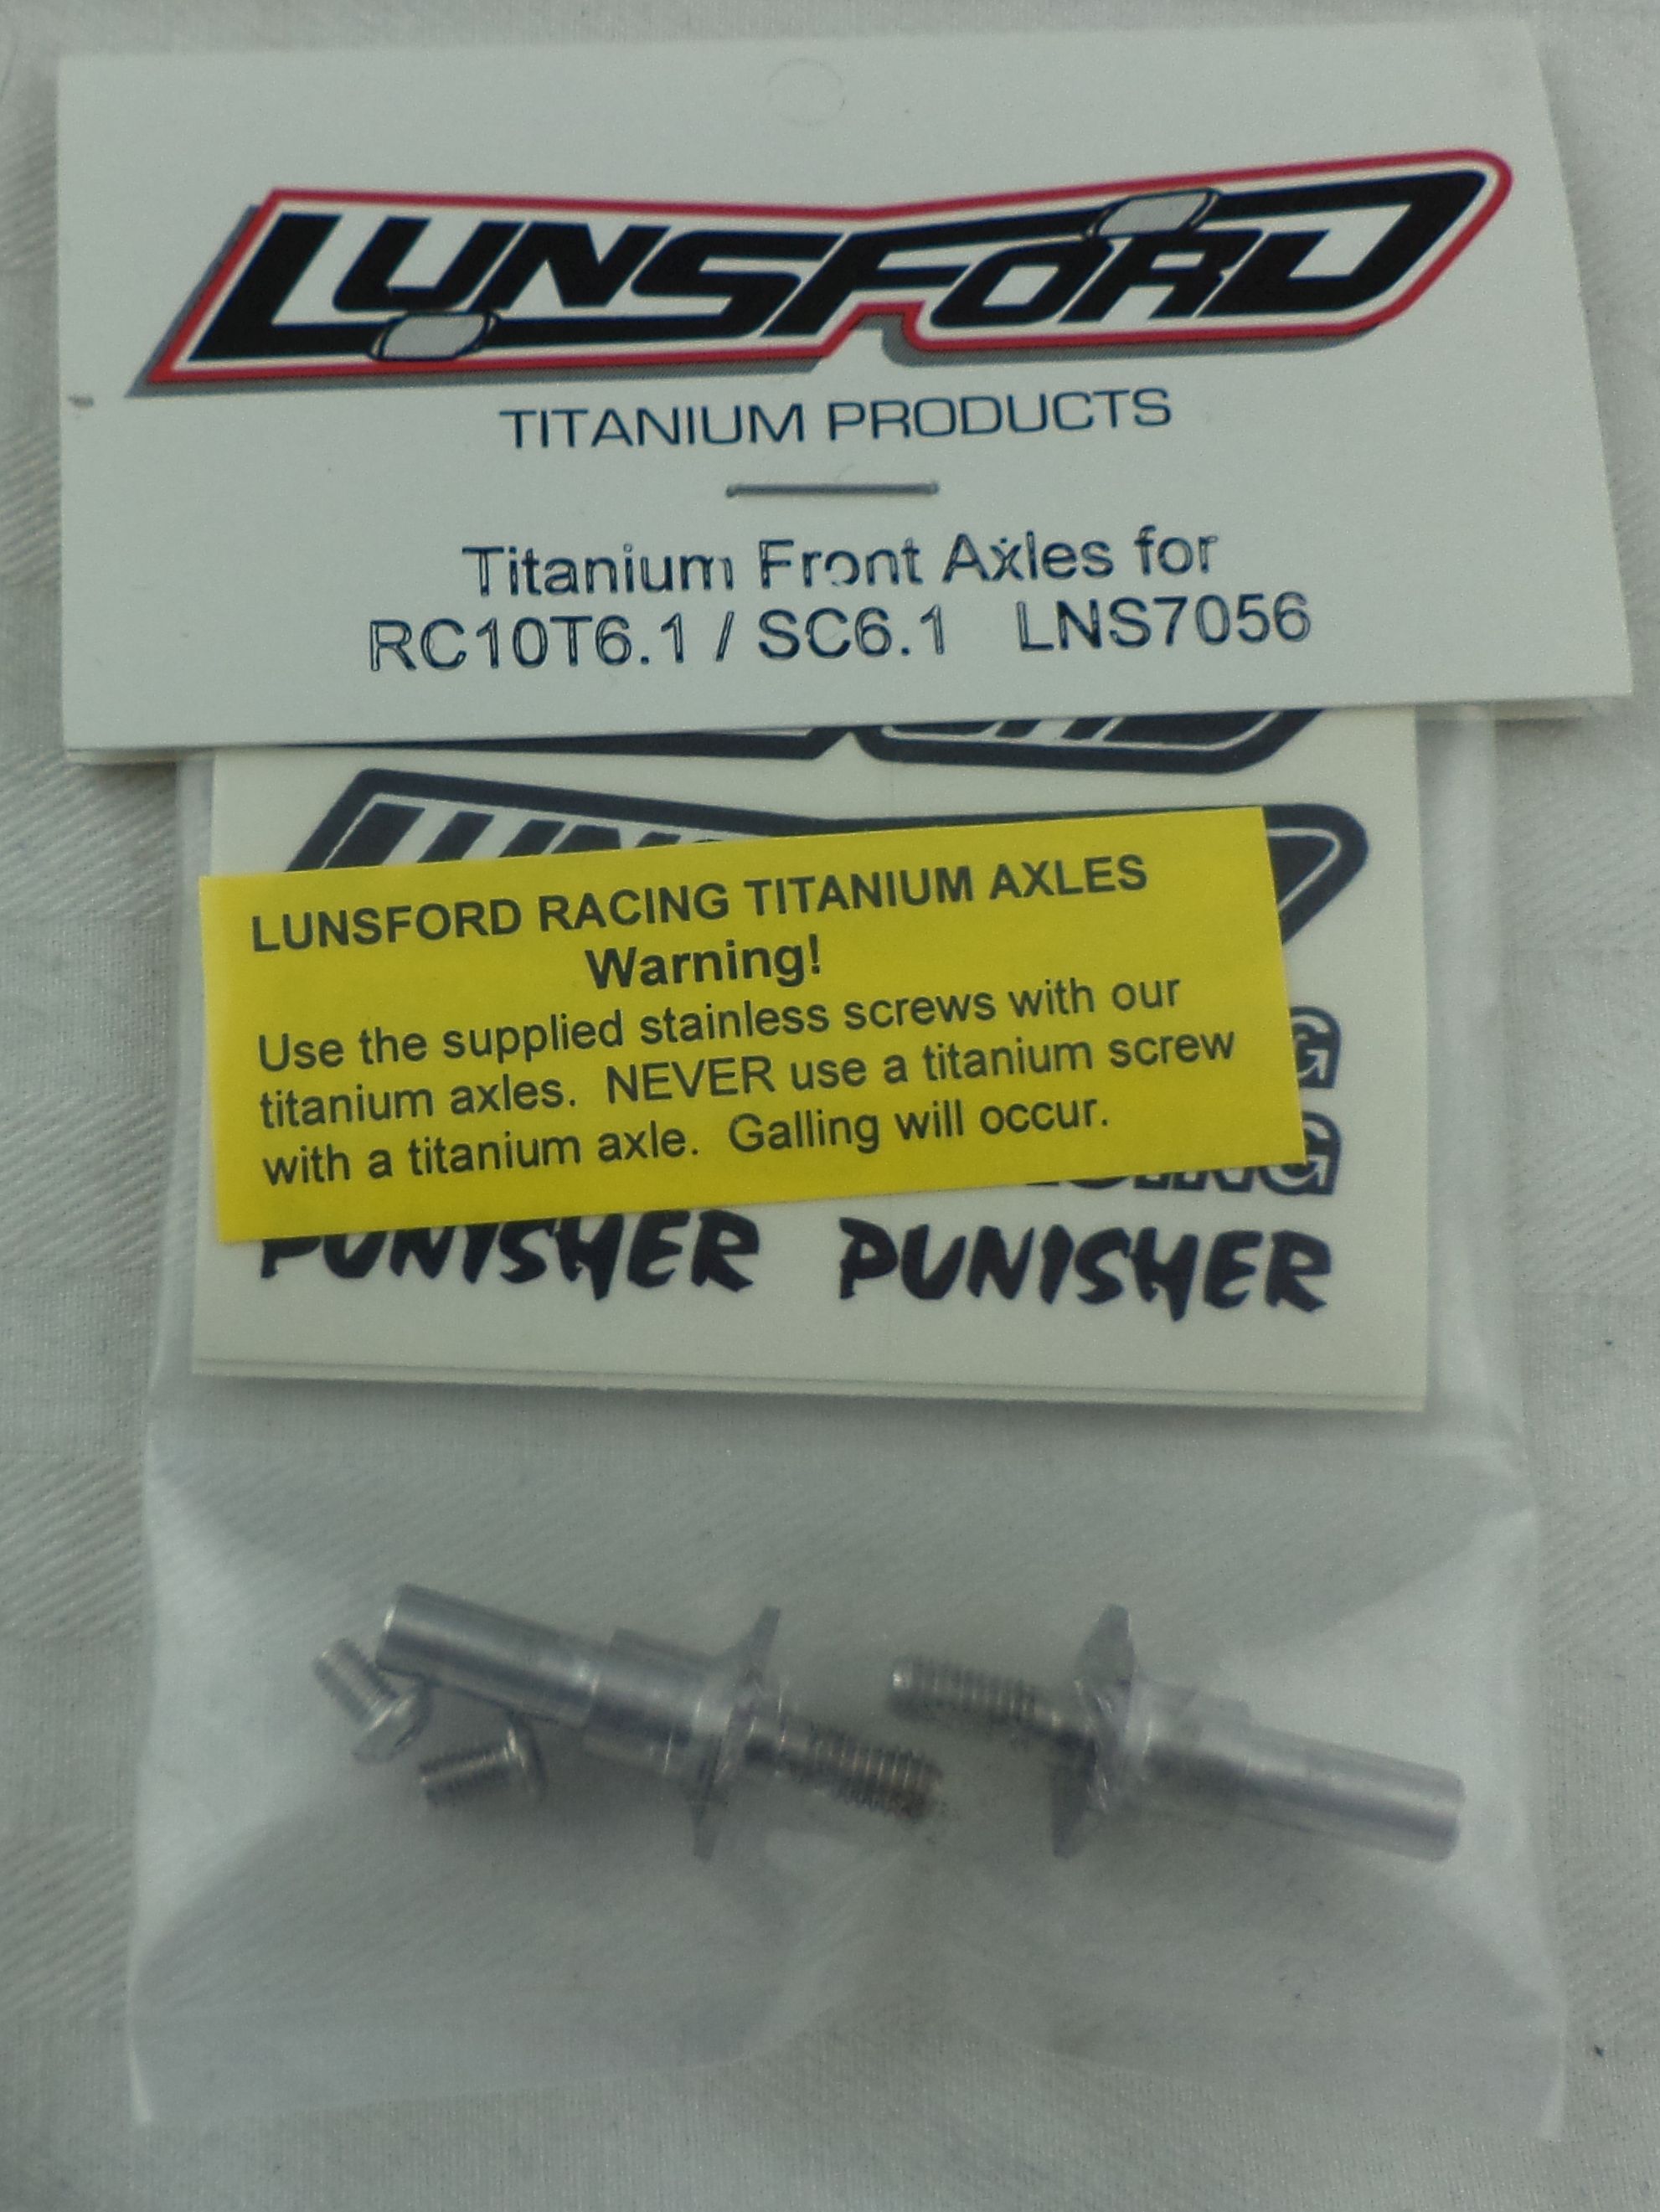 LUNSFORD
TITANIUM PRODUCTS
Titanium Front Axles for
RC10T6.1 / SC6.1 LNS7056
LUNSFORD RACING TITANIUM AXLES
Warning!
Use the supplied stainless screws with our
titanium axles. NEVER use a titanium screw
with a titanium axle. Galling will occur.
PUNISHER PUNISHER